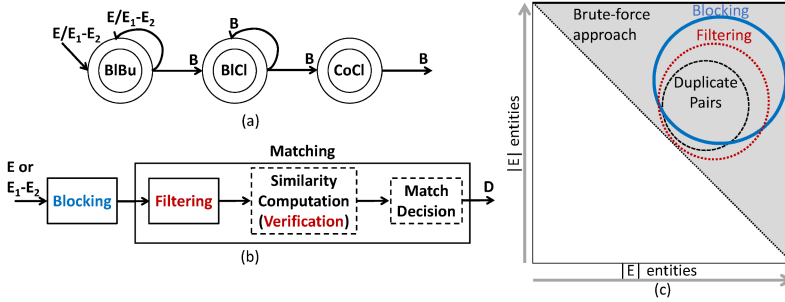 E/E₁-E₂
E/E₁-E₂
B
BlBu
B
BlCl
B
CoCl
B
(a)
Matching
E or
E₁-E₂
Blocking
Filtering
Similarity
Computation
(Verification)
Match
Decision
D
(b)
Brute-force
approach
Blocking
Filtering
Duplicate
Pairs
|E| entities
|E| entities
(c)